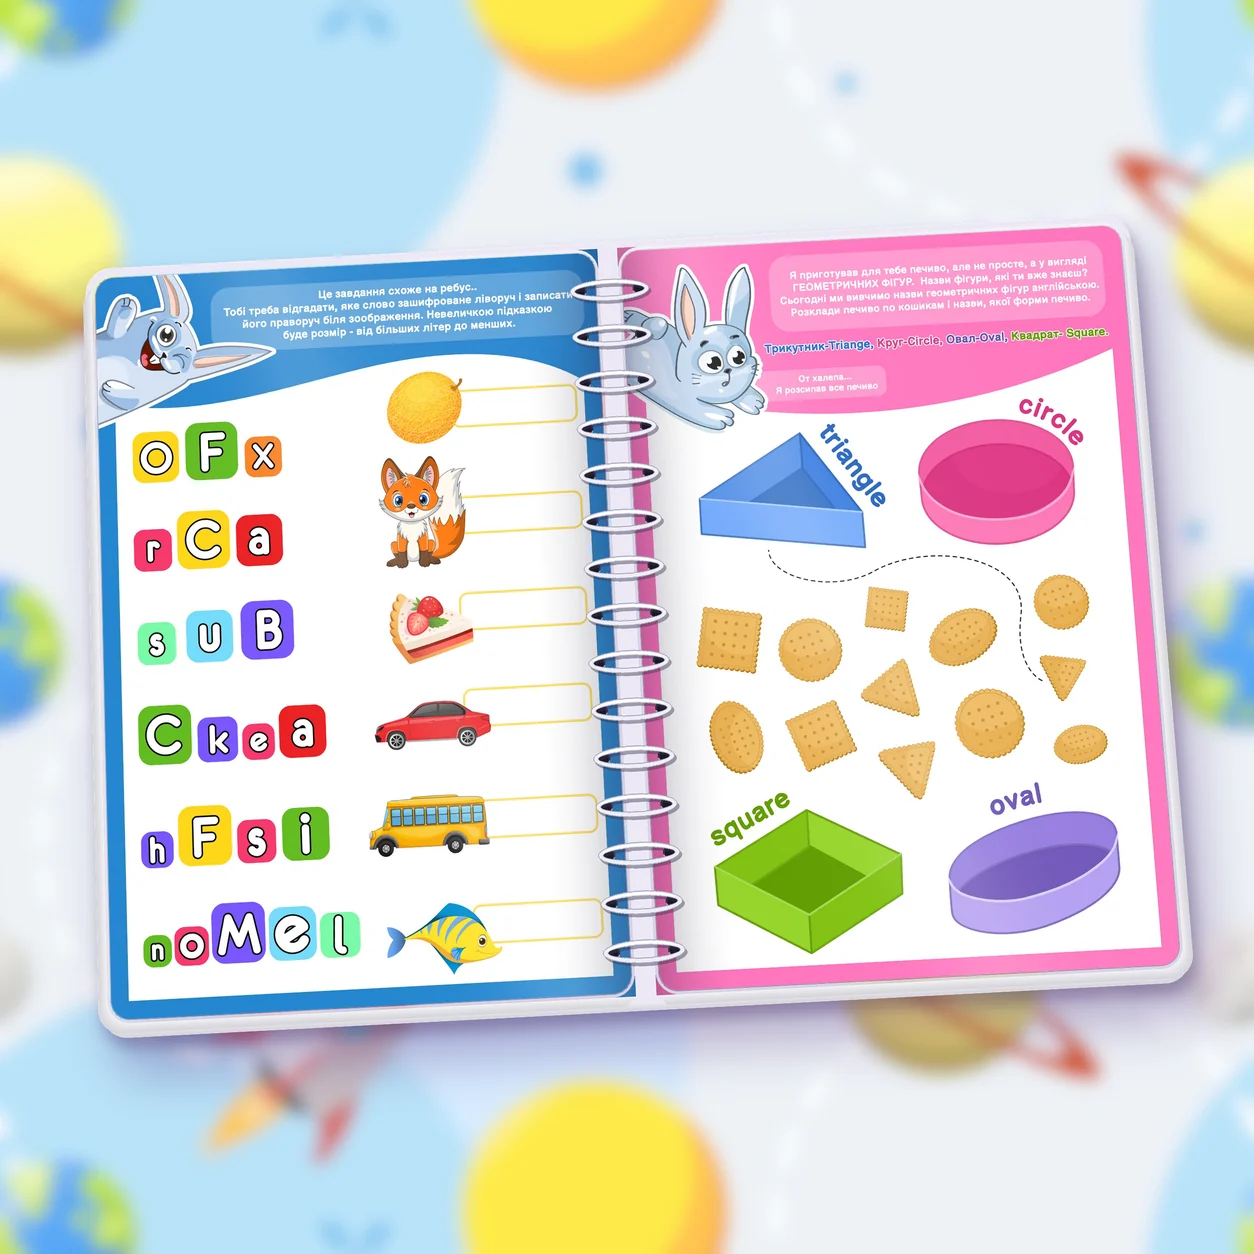 Це завдання схоже на ребус..
Тобі треба відгадати, яке слово зашифроване ліворуч і записати
його праворуч біля зображення. Невеличкою підказкою
буде розмір - від більших літер до менших.
O F x
r C a
s u B
C k e a
h F s i
n o M e l
Я приготував для тебе печиво, але не просте, а у вигляді
ГЕОМЕТРИЧНИХ ФІГУР. Назви фігури, які ти вже знаєш?
Сьогодні ми вивчимо назви геометричних фігур англійською.
Розклади печиво по кошикам і назви, якої форми печиво.
Трикутник-Triange, Круг-Circle, Овал-Oval, Квадрат- Square.
От халепа...
Я розсипав все печиво
triangle
circle
square
oval